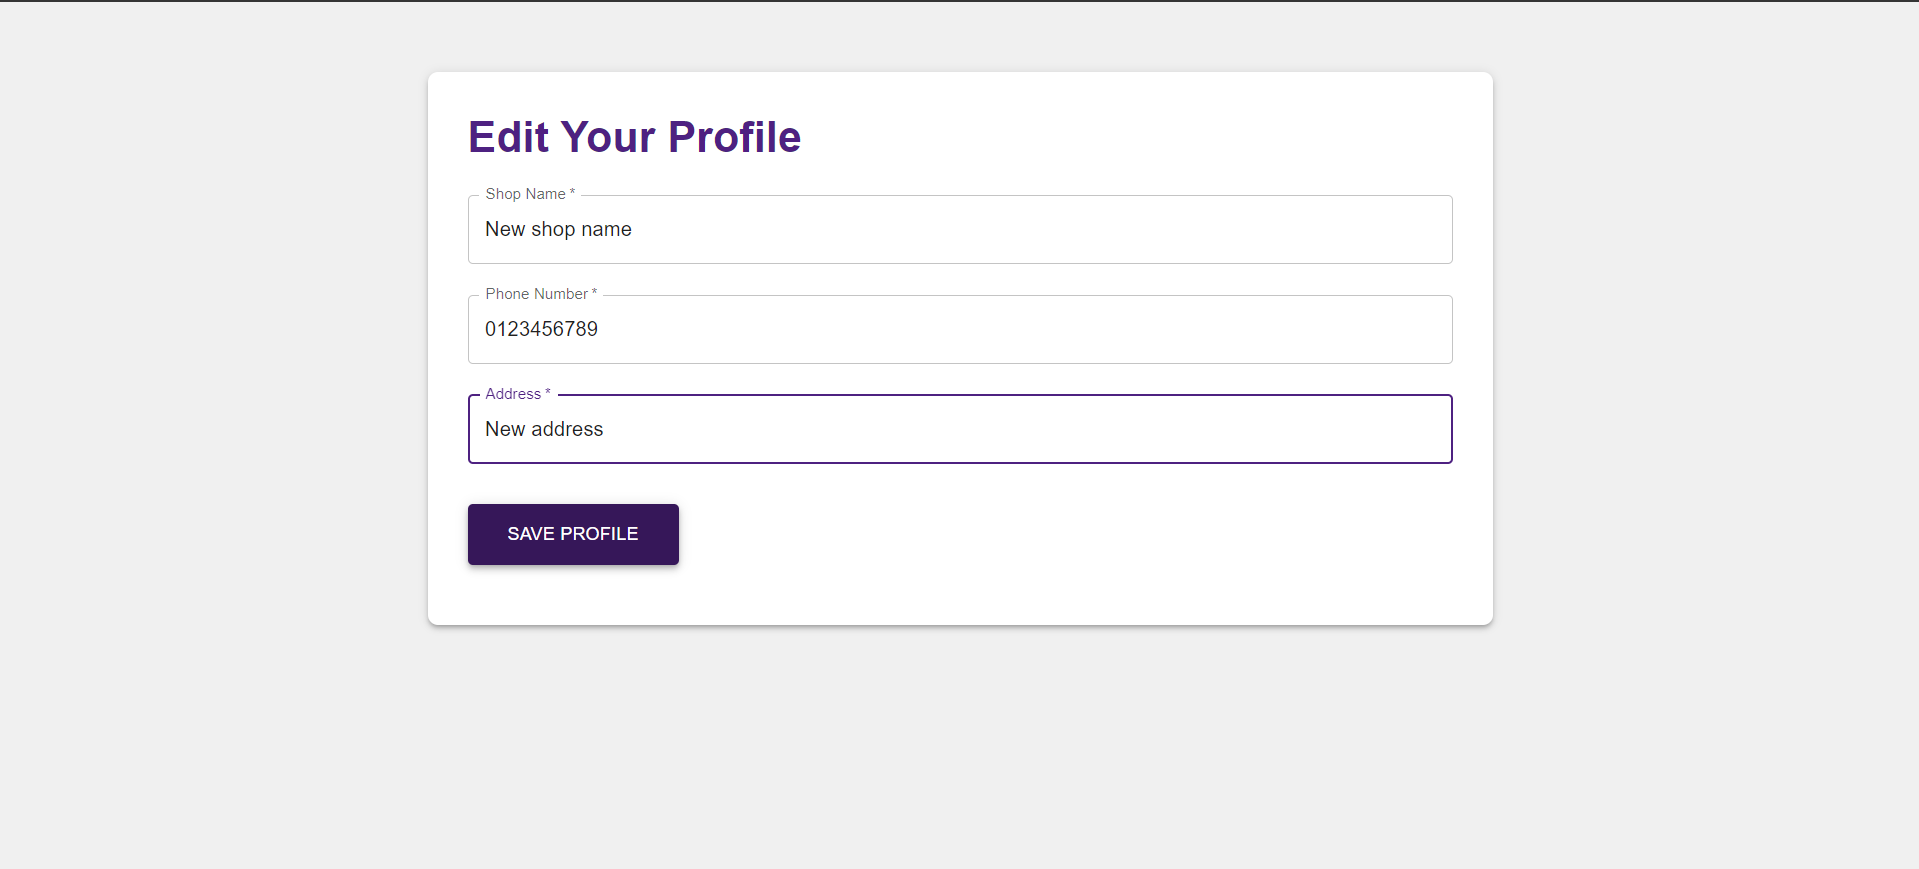 Edit Your Profile
Shop Name *
New shop name
Phone Number *
0123456789
Address *
New address
SAVE PROFILE